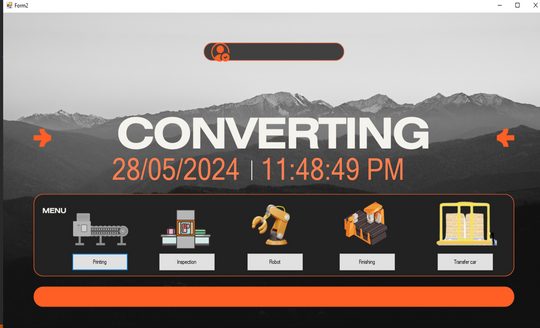 Form2
CONVERTING
28/05/2024 | 11:48:49 PM
MENU
Printing
Inspection
Robot
Finishing
Transfer car